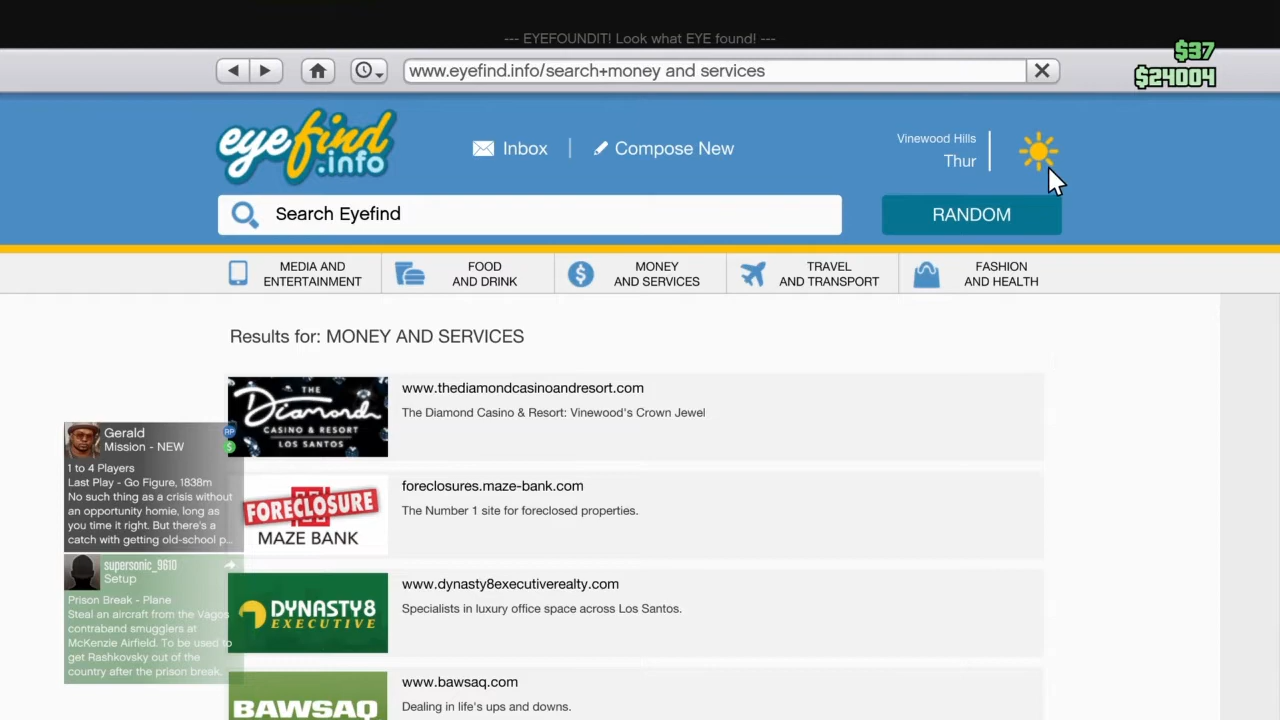 --- EYEFOUNDIT! Look what EYE found! ---
$37
$24004
www.eyefind.info/search+money and services
eyefind
.info
Inbox
Compose New
Vinewood Hills
Thur
Search Eyefind
RANDOM
MEDIA AND
ENTERTAINMENT
FOOD
AND DRINK
MONEY
AND SERVICES
TRAVEL
AND TRANSPORT
FASHION
AND HEALTH
Results for: MONEY AND SERVICES
THE
Diamond
CASINO & RESORT
LOS SANTOS
www.thediamondcasinoandresort.com
The Diamond Casino & Resort: Vinewood's Crown Jewel
Gerald
Mission - NEW
RP
$
1 to 4 Players
Last Play - Go Figure, 1838m
No such thing as a crisis without
an opportunity homie, long as
you time it right. But there's a
catch with getting old-school p...
FORECLOSURE
MAZE BANK
foreclosures.maze-bank.com
The Number 1 site for foreclosed properties.
supersonic_9610
Setup
Prison Break - Plane
Steal an aircraft from the Vagos
contraband smugglers at
McKenzie Airfield. To be used to
get Rashkovsky out of the
country after the prison break.
DYNASTY 8
EXECUTIVE
www.dynasty8executiverealty.com
Specialists in luxury office space across Los Santos.
BAWSAQ
www.bawsaq.com
Dealing in life's ups and downs.